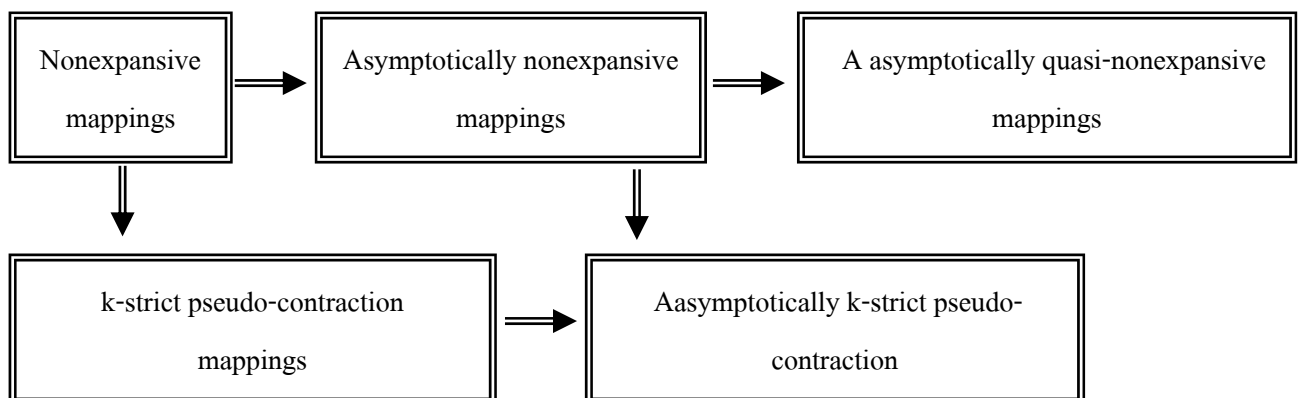 Nonexpansive
mappings
Asymptotically nonexpansive
mappings
A asymptotically quasi-nonexpansive
mappings
k-strict pseudo-contraction
mappings
Aasymptotically k-strict pseudo-
contraction